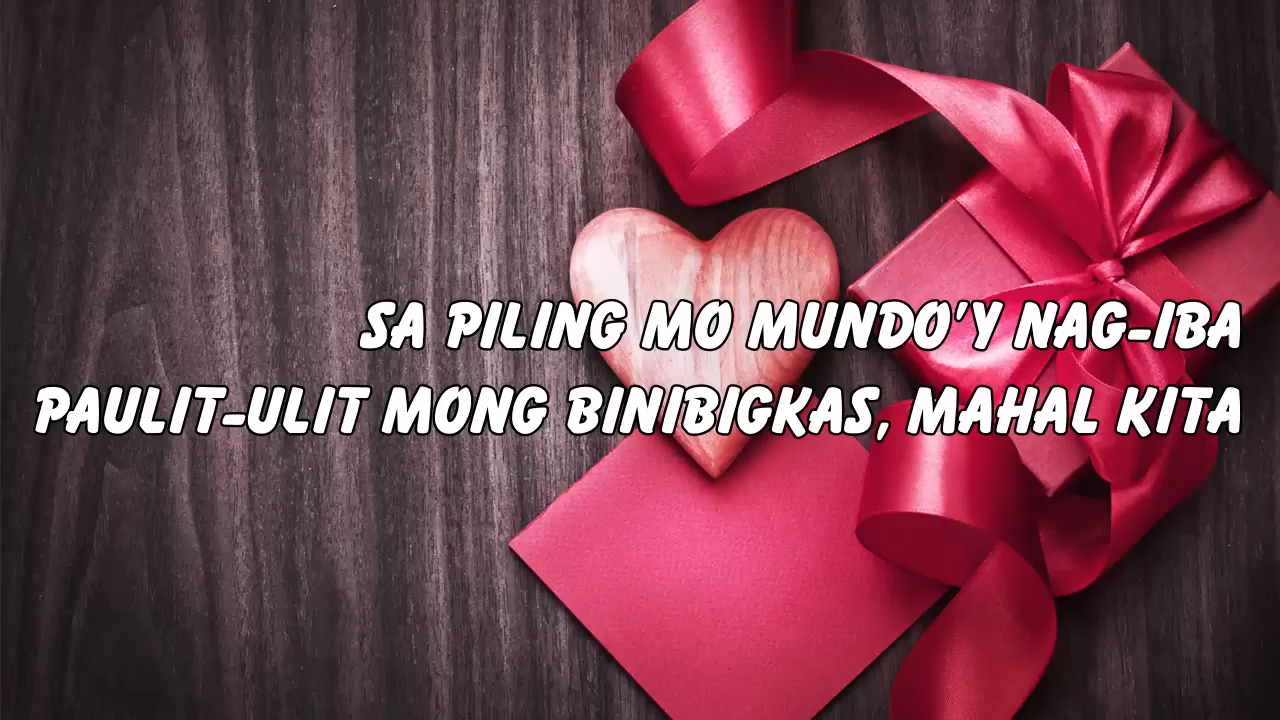 SA PILING MO MUNDO'Y NAG-IBA
PAULIT-ULIT MONG BINIBIGKAS, MAHAL KITA